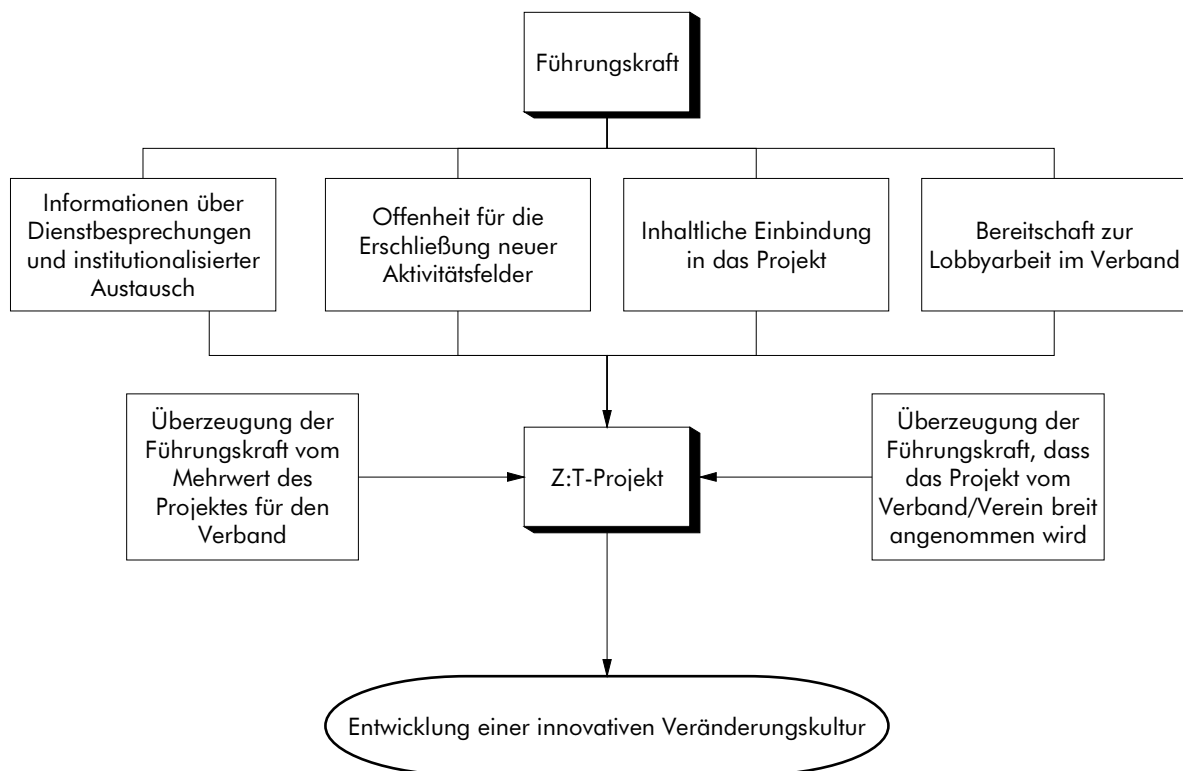 Führungskraft
Informationen über
Dienstbesprechungen
und institutionalisierter
Austausch
Offenheit für die
Erschließung neuer
Aktivitätsfelder
Inhaltliche Einbindung
in das Projekt
Bereitschaft zur
Lobbyarbeit im Verband
Überzeugung der
Führungskraft vom
Mehrwert des
Projektes für den
Verband
Z:T-Projekt
Überzeugung der
Führungskraft, dass
das Projekt vom
Verband/Verein breit
angenommen wird
Entwicklung einer innovativen Veränderungskultur